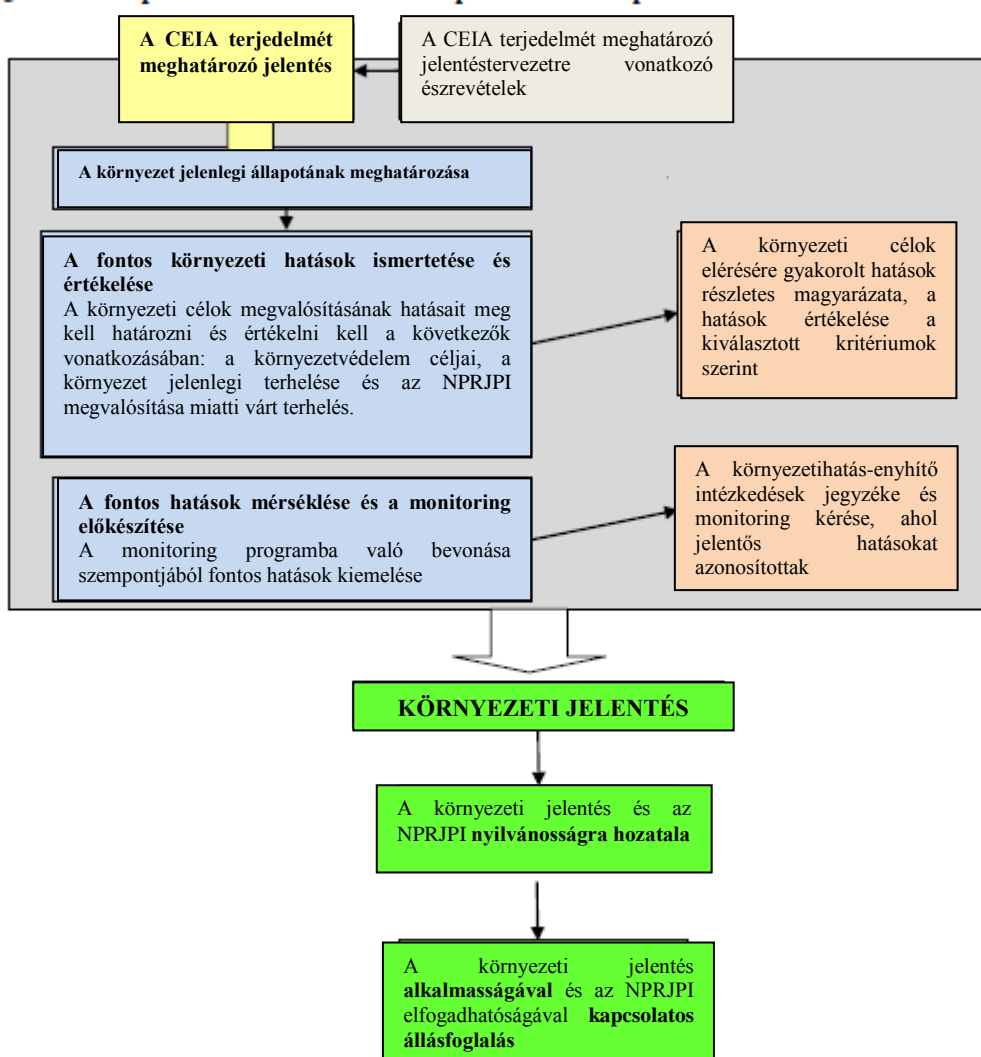 A CEIA terjedelmét
meghatározó jelentés
A CEIA terjedelmét meghatározó
jelentéstervezetre vonatkozó
észrevételek
A környezet jelenlegi állapotának meghatározása
A fontos környezeti hatások ismertetése és
értékelése
A környezeti célok megvalósításának hatásait meg
kell határozni és értékelni kell a következők
vonatkozásában: a környezetvédelem céljai, a
környezet jelenlegi terhelése és az NPRJPI
megvalósítása miatti várt terhelés.
A környezeti célok
elérésére gyakorolt hatások
részletes magyarázata, a
hatások értékelése a
kiválasztott kritériumok
szerint
A fontos hatások mérséklése és a monitoring
előkészítése
A monitoring programba való bevonása
szempontjából fontos hatások kiemelése
A környezetihatás-enyhítő
intézkedések jegyzéke és
monitoring kérése, ahol
jelentős hatásokat
azonosítottak
KÖRNYEZETI JELENTÉS
A környezeti jelentés és az
NPRJPI nyilvánosságra hozatala
A környezeti jelentés
alkalmasságával és az NPRJPI
elfogadhatóságával kapcsolatos
állásfoglalás